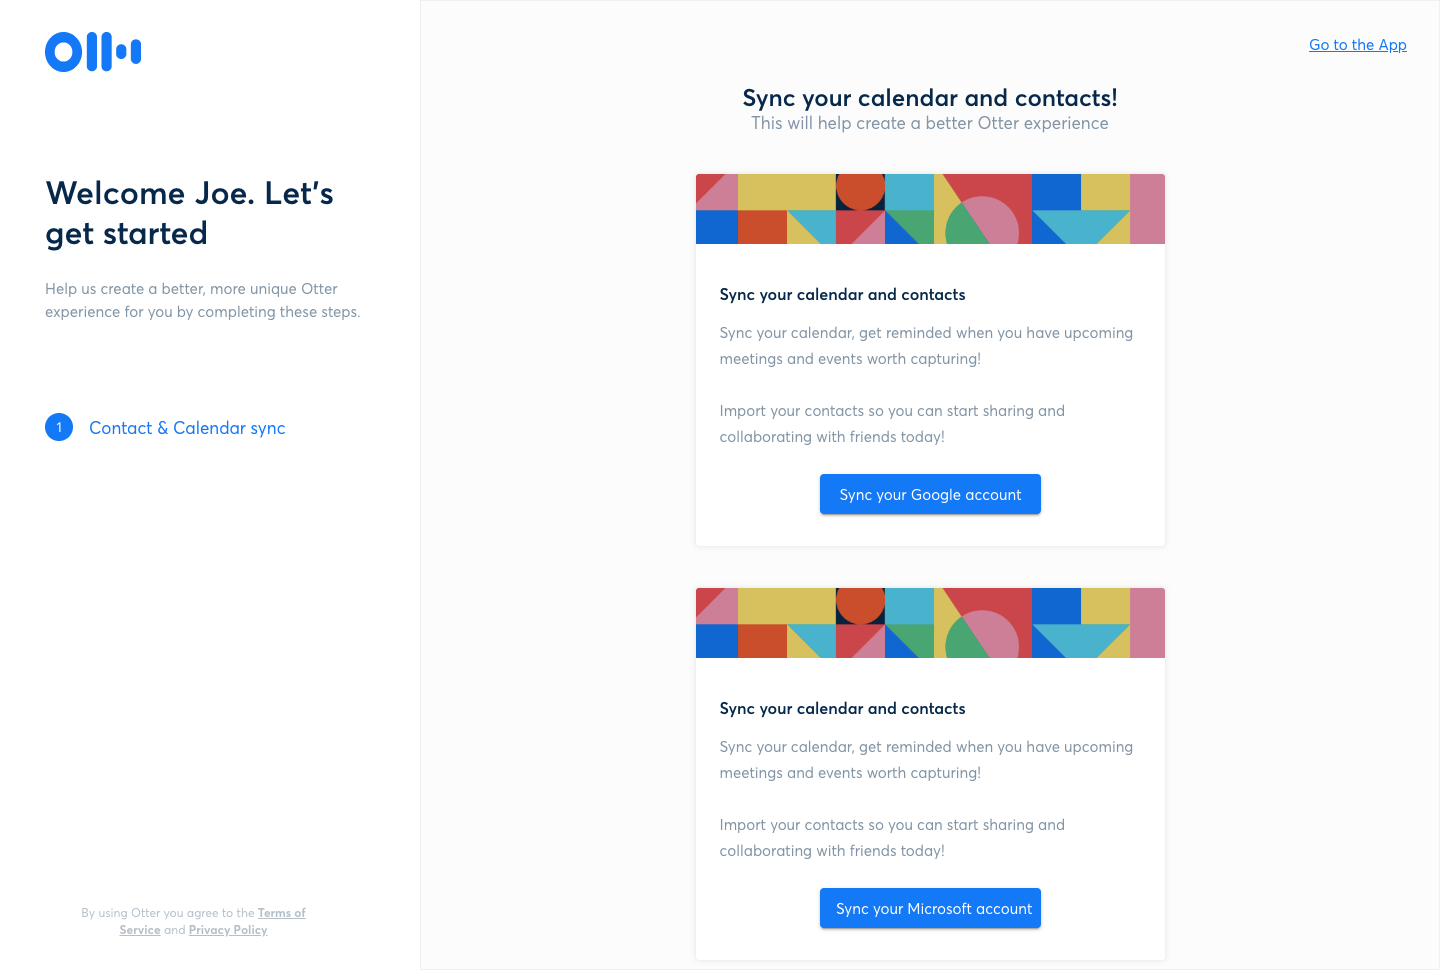 Welcome Joe. Let's
get started
Help us create a better, more unique Otter
experience for you by completing these steps.
1 Contact & Calendar sync
By using Otter you agree to the Terms of
Service and Privacy Policy
Go to the App
Sync your calendar and contacts!
This will help create a better Otter experience
Sync your calendar and contacts
Sync your calendar, get reminded when you have upcoming
meetings and events worth capturing!
Import your contacts so you can start sharing and
collaborating with friends today!
Sync your Google account
Sync your calendar and contacts
Sync your calendar, get reminded when you have upcoming
meetings and events worth capturing!
Import your contacts so you can start sharing and
collaborating with friends today!
Sync your Microsoft account